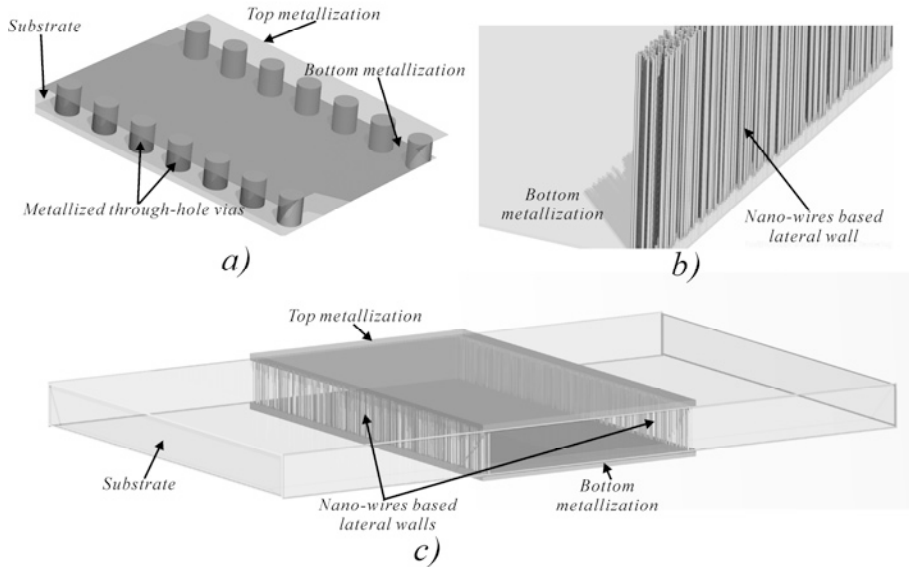 Top metallization
Substrate
Bottom metallization
Metallized through-hole vias
a)
Bottom
metallization
Nano-wires based
lateral wall
b)
Top metallization
Substrate
Nano-wires based
lateral walls
Bottom
metallization
c)